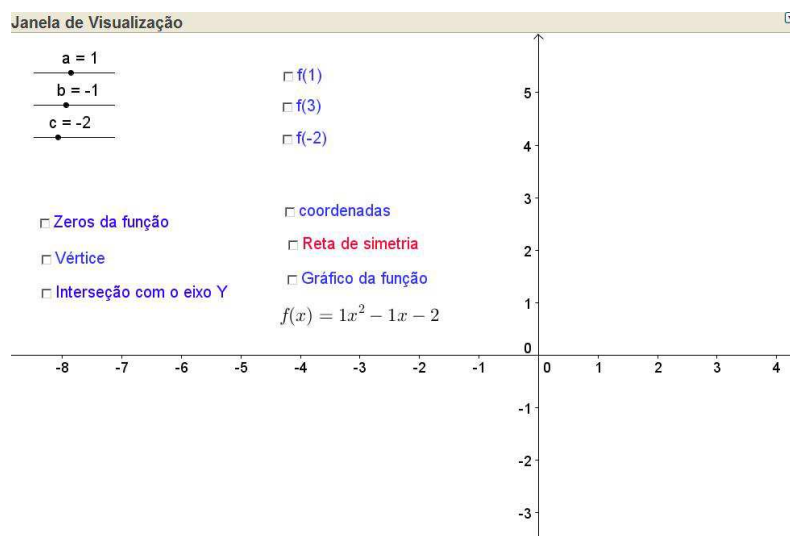 Janela de Visualização
a = 1
b = -1
c = -2
f(1)
f(3)
f(-2)
Zeros da função
Vértice
Interseção com o eixo Y
coordenadas
Reta de simetria
Gráfico da função
f(x) = 1x² − 1x − 2
5
4
3
2
1
0
-8 -7 -6 -5 -4 -3 -2 -1 0 1 2 3 4
-1
-2
-3